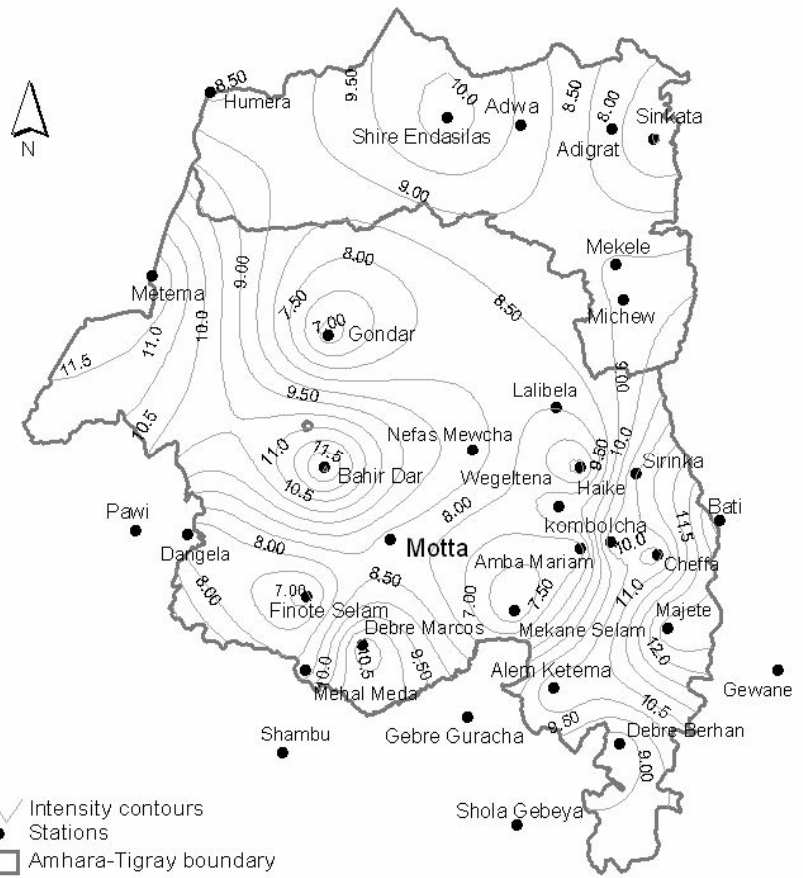 8.50
9.50
10.0
8.50
8.00
Humera
Adwa
Sinkata
Shire Endasilas
Adigrat
N
9.00
Mekele
8.00
9.00
Metema
7.50
8.50
Michew
7.00
Gondar
10.0
11.0
11.5
9.00
9.50
Lalibela
10.5
Nefas Mewcha
9.50
10.0
11.0
11.5
Bahir Dar
Wegeltena
Sirinka
Haike
10.5
8.00
Pawi
kombolcha
11.5
Bati
Dangela
8.00
Motta
10.0
Amba Mariam
Cheffa
8.00
8.50
7.00
7.50
11.0
7.00
Finote Selam
Majete
Debre Marcos
Mekane Selam
12.0
10.0
10.5
9.50
Mehal Meda
Alem Ketema
Gewane
10.5
9.50
Shambu
Gebre Guracha
Debre Berhan
9.00
Shola Gebeya
Intensity contours
Stations
Amhara-Tigray boundary